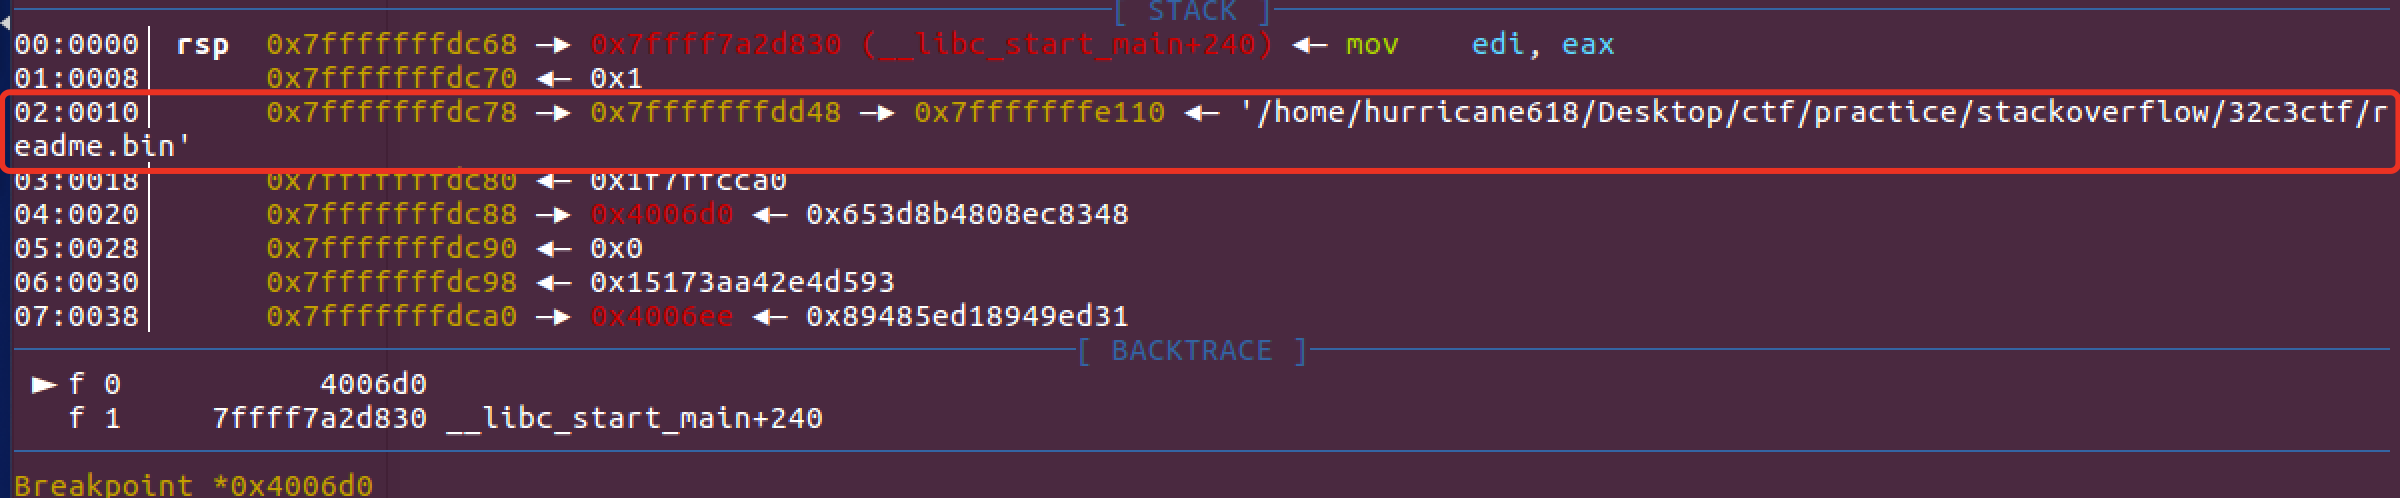 [ STACK ]
00:0000│ rsp 0x7fffffffdc68 —▸ 0x7ffff7a2d830 (__libc_start_main+240) ◂— mov edi, eax
01:0008│ 0x7fffffffdc70 ◂— 0x1
02:0010│ 0x7fffffffdc78 —▸ 0x7fffffffdd48 —▸ 0x7fffffffe110 ◂— '/home/hurricane618/Desktop/ctf/practice/stackoverflow/32c3ctf/r
eadme.bin'
03:0018│ 0x7fffffffdc80 ◂— 0x1f7ffcca0
04:0020│ 0x7fffffffdc88 —▸ 0x4006d0 ◂— 0x653d8b4808ec8348
05:0028│ 0x7fffffffdc90 ◂— 0x0
06:0030│ 0x7fffffffdc98 ◂— 0x15173aa42e4d593
07:0038│ 0x7fffffffdca0 —▸ 0x4006ee ◂— 0x89485ed18949ed31
[ BACKTRACE ]
► f 0 4006d0
f 1 7ffff7a2d830 __libc_start_main+240
Breakpoint *0x4006d0